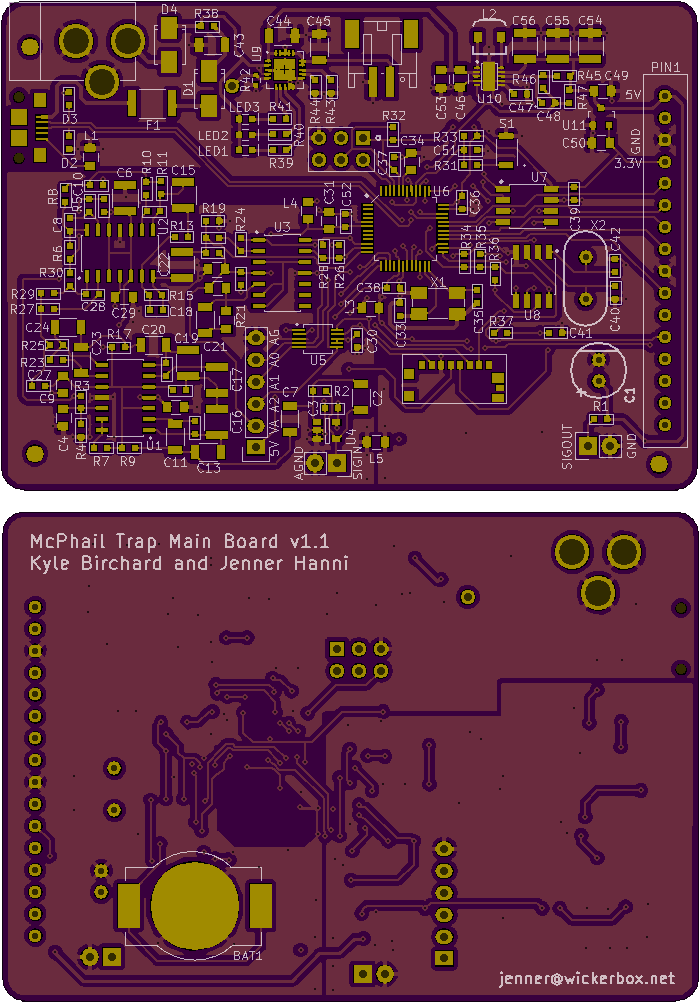 D4
R38
C44
C45
L2
C56
C55
C54
C43
U9
R42
D1
PIN1
R46
R45
C49
5V
C53
C46
U10
C47
C48
R47
U11
C50
GND
3.3V
D3
D2
F1
L1
LED3
LED2
LED1
R41
R40
R39
R44
R43
R32
C34
C37
R33
C51
R31
S1
R8
C10
C6
R10
R11
C15
C8
R5
R6
U2
R13
R19
R24
U3
L4
C31
C52
U6
C36
U7
C39
X2
C42
R30
R29
R27
C28
C29
R15
C18
C22
R21
R28
R26
C38
X1
R34
R35
R36
C35
U8
C40
C41
R37
C24
R25
R23
C27
C23
R17
C20
C19
C21
L3
C33
U5
C30
C9
R3
C4
R4
R7
R9
U1
C11
C13
C16
C17
5V VA A2 A1 A0 AG
C7
C3
R2
C2
U4
L5
AGND
SIGIN
C1
R1
SIGOUT
GND
McPhail Trap Main Board v1.1
Kyle Birchard and Jenner Hanni
BAT1
jenner@wickerbox.net